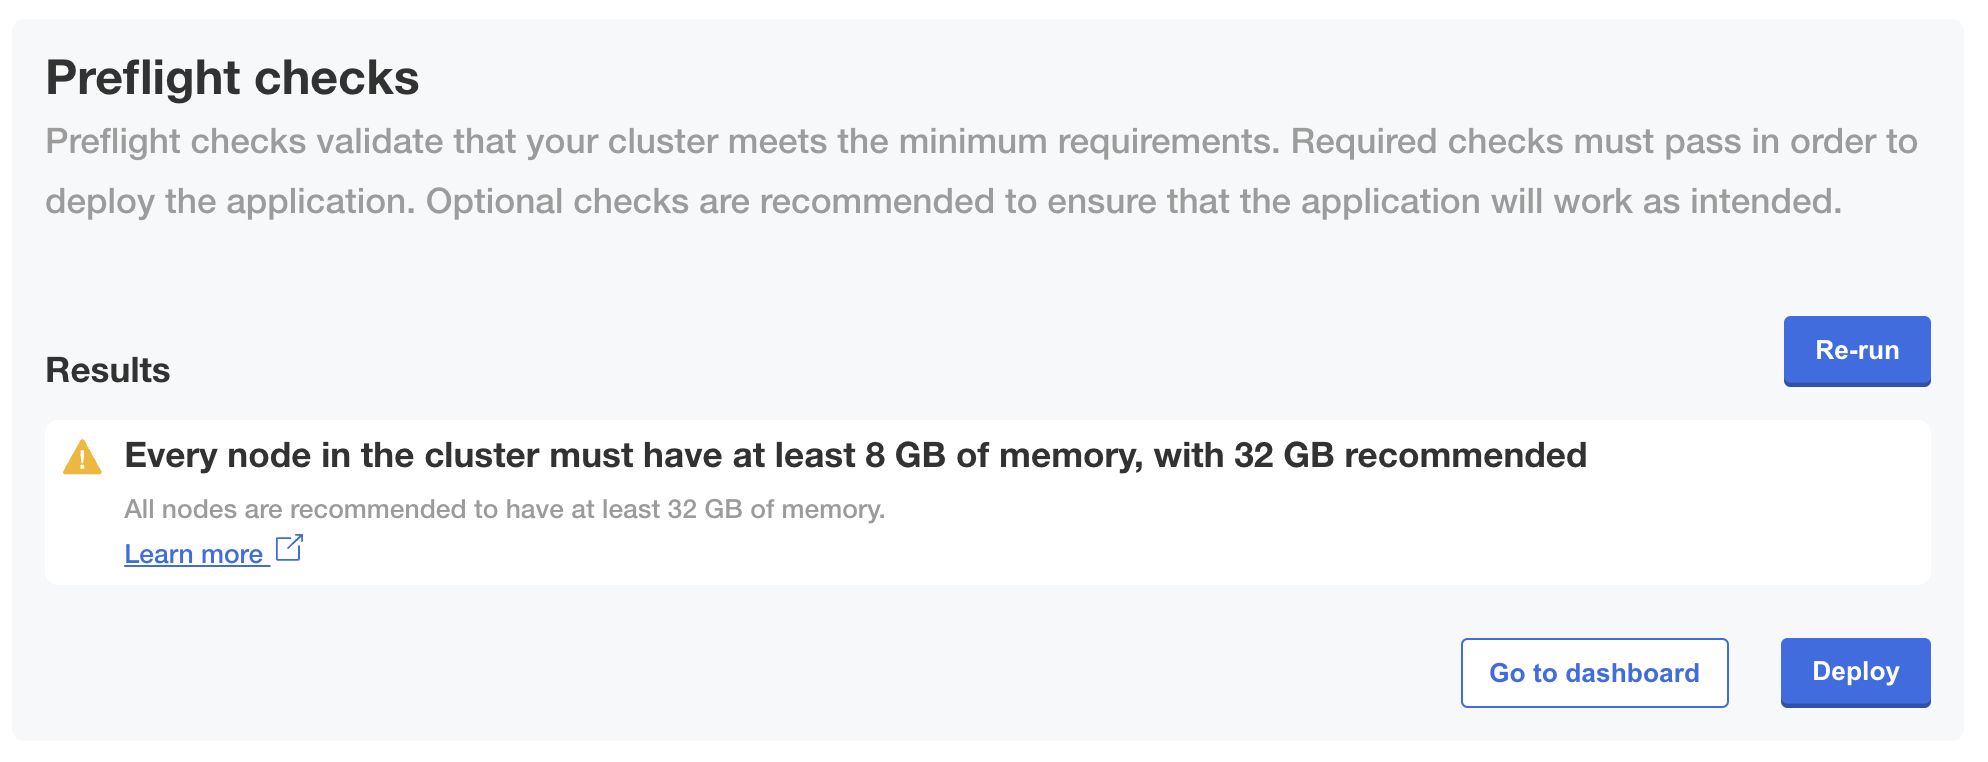 Preflight checks
Preflight checks validate that your cluster meets the minimum requirements. Required checks must pass in order to
deploy the application. Optional checks are recommended to ensure that the application will work as intended.
Re-run
Results
Every node in the cluster must have at least 8 GB of memory, with 32 GB recommended
All nodes are recommended to have at least 32 GB of memory.
Learn more
Go to dashboard
Deploy